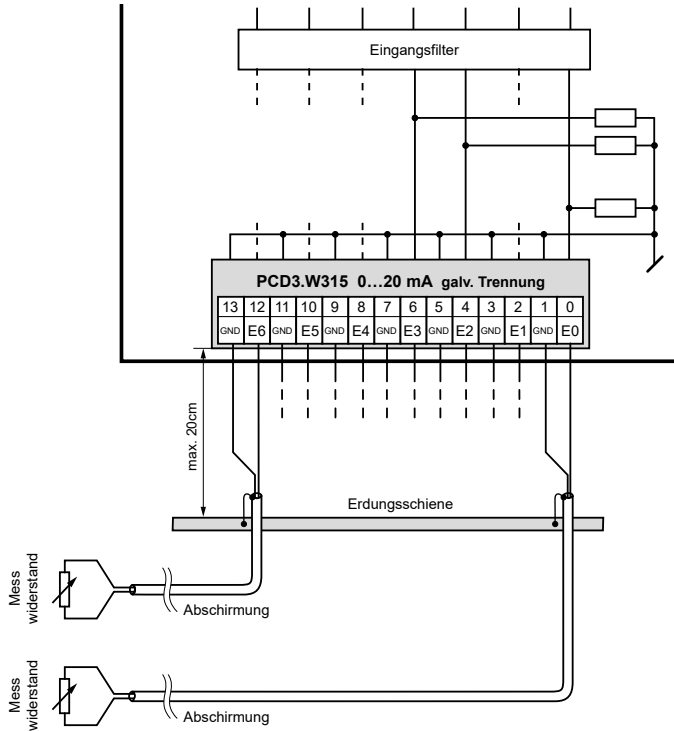 Eingangsfilter
PCD3.W315 0...20 mA galv. Trennung
13 12 11 10 9 8 7 6 5 4 3 2 1 0
GND E6 GND E5 GND E4 GND E3 GND E2 GND E1 GND E0
max. 20cm
Erdungsschiene
Mess
widerstand
Abschirmung
Mess
widerstand
Abschirmung